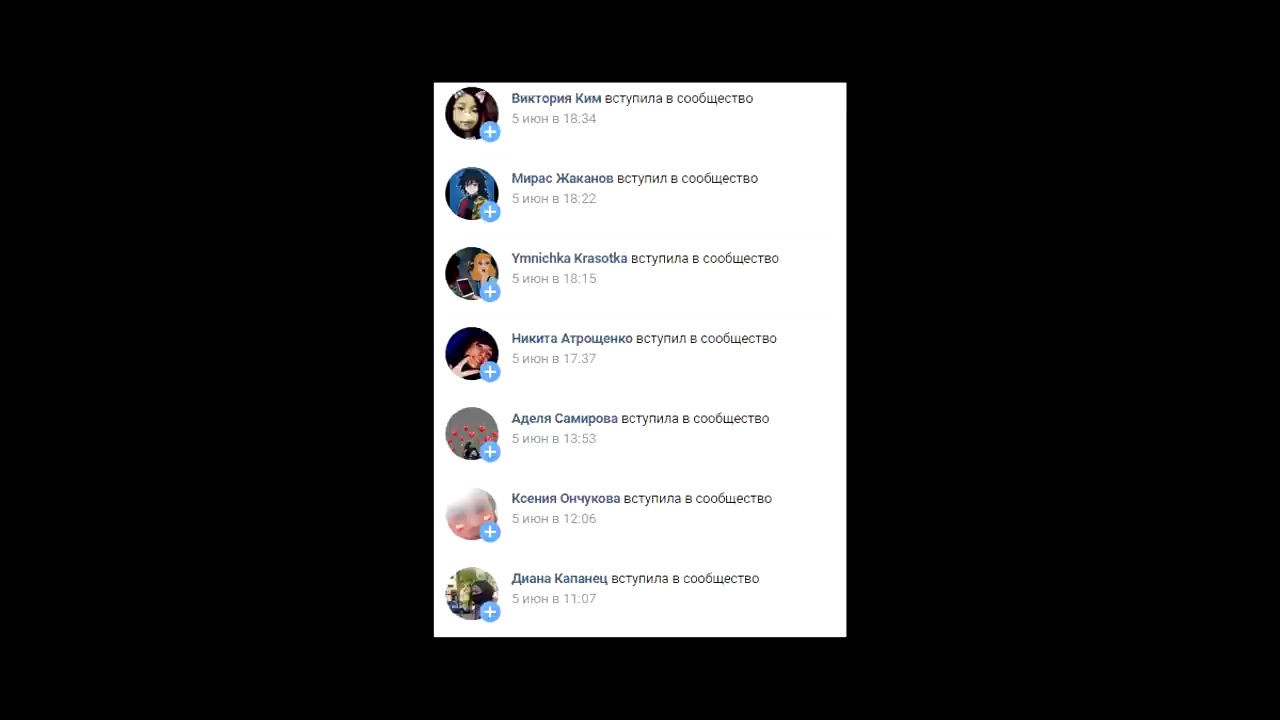 Виктория Ким вступила в сообщество
5 июн в 18:34
Мирас Жаканов вступил в сообщество
5 июн в 18:22
Ymnichka Krasotka вступила в сообщество
5 июн в 18:15
Никита Атрощенко вступил в сообщество
5 июн в 17:37
Аделя Самирова вступила в сообщество
5 июн в 13:53
Ксения Ончукова вступила в сообщество
5 июн в 12:06
Диана Капанец вступила в сообщество
5 июн в 11:07